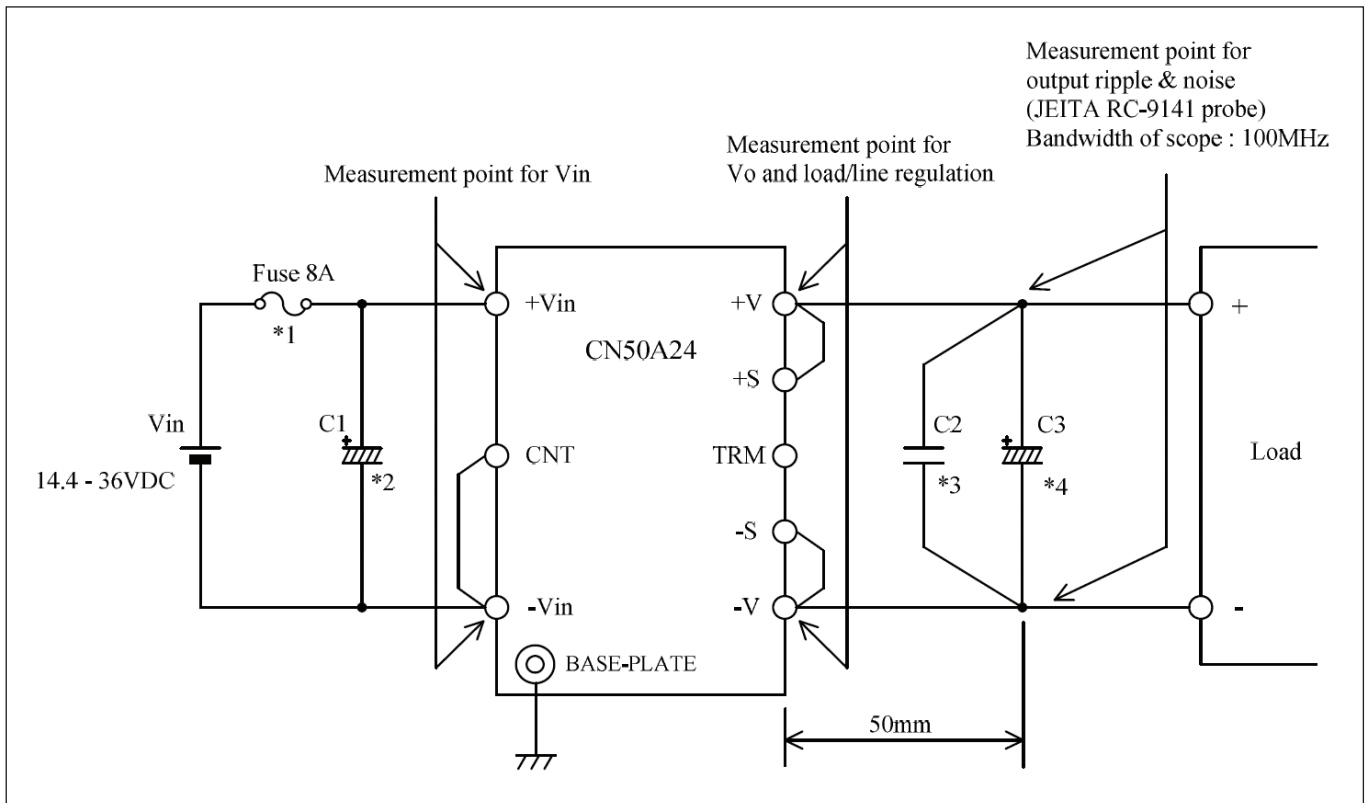 Measurement point for
output ripple & noise
(JEITA RC-9141 probe)
Bandwidth of scope : 100MHz
Measurement point for
Vo and load/line regulation
Measurement point for Vin
Fuse 8A
*1
+Vin
+V
+
CN50A24
+S
Vin
14.4 - 36VDC
C1
+
*2
CNT
TRM
C2
*3
+
C3
*4
Load
-S
-Vin
-V
-
BASE-PLATE
50mm